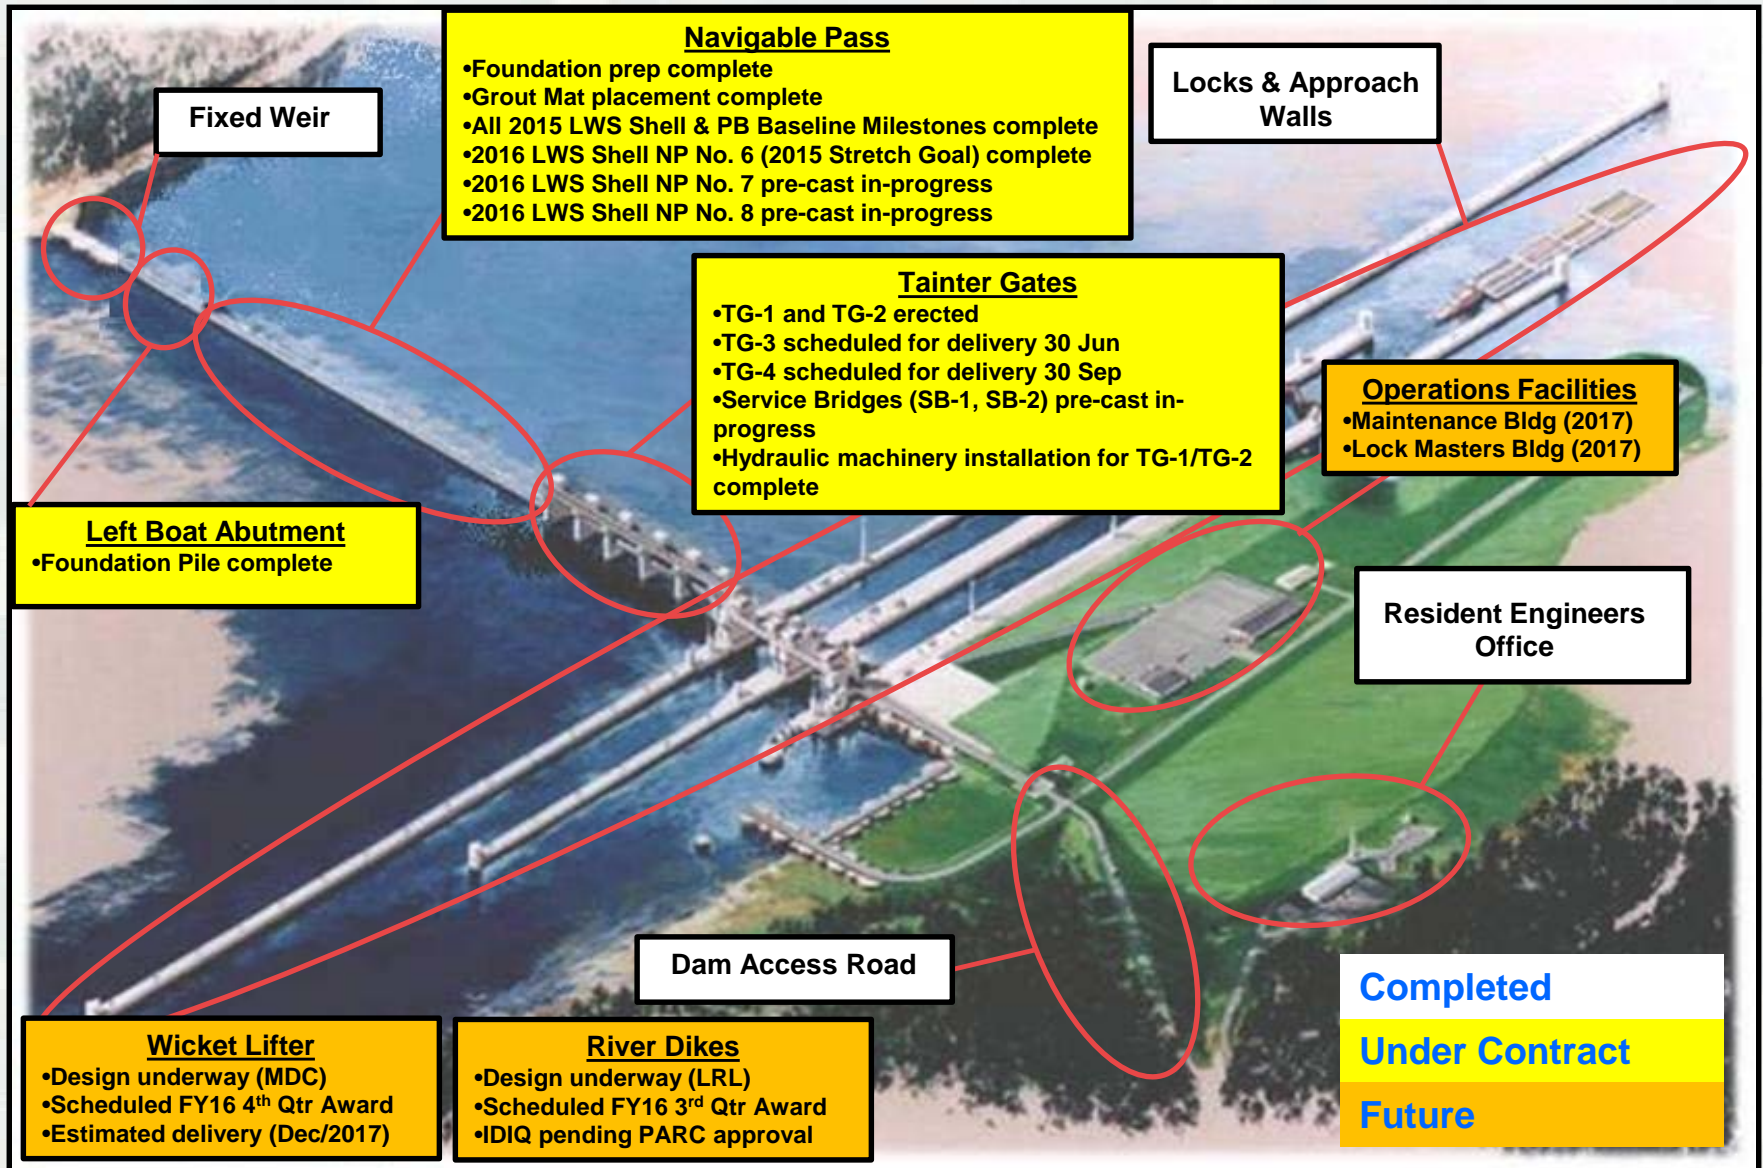 Navigable Pass
•Foundation prep complete
•Grout Mat placement complete
•All 2015 LWS Shell & PB Baseline Milestones complete
•2016 LWS Shell NP No. 6 (2015 Stretch Goal) complete
•2016 LWS Shell NP No. 7 pre-cast in-progress
•2016 LWS Shell NP No. 8 pre-cast in-progress
Fixed Weir
Locks & Approach
Walls
Tainter Gates
•TG-1 and TG-2 erected
•TG-3 scheduled for delivery 30 Jun
•TG-4 scheduled for delivery 30 Sep
•Service Bridges (SB-1, SB-2) pre-cast in-
progress
•Hydraulic machinery installation for TG-1/TG-2
complete
Operations Facilities
•Maintenance Bldg (2017)
•Lock Masters Bldg (2017)
Left Boat Abutment
•Foundation Pile complete
Resident Engineers
Office
Dam Access Road
Wicket Lifter
•Design underway (MDC)
•Scheduled FY16 4th Qtr Award
•Estimated delivery (Dec/2017)
River Dikes
•Design underway (LRL)
•Scheduled FY16 3rd Qtr Award
•IDIQ pending PARC approval
Completed
Under Contract
Future